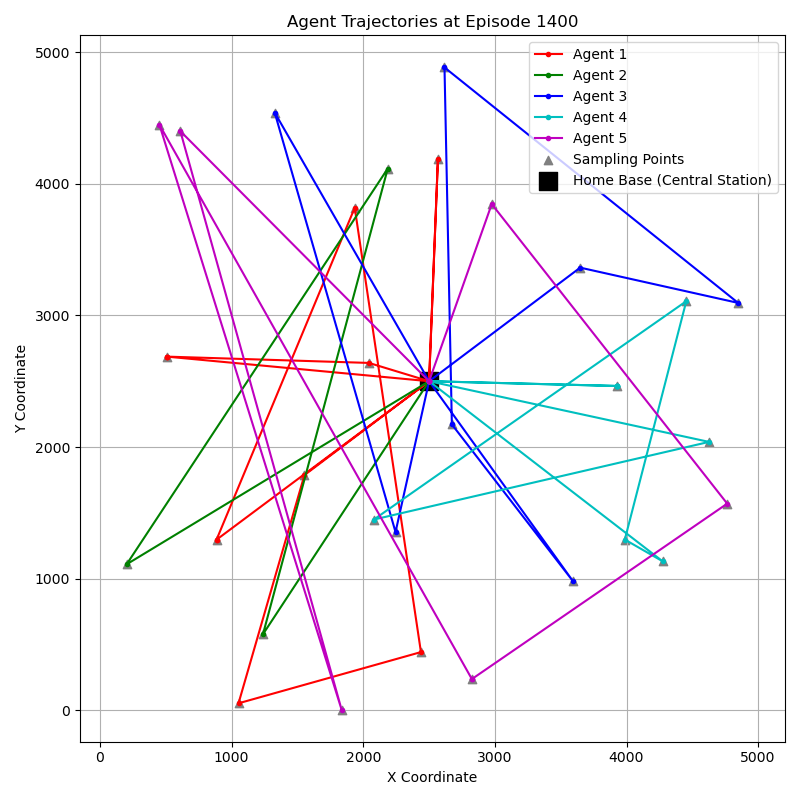 Agent Trajectories at Episode 1400
Agent 1
Agent 2
Agent 3
Agent 4
Agent 5
Sampling Points
Home Base (Central Station)
Y Coordinate
5000
4000
3000
2000
1000
0
0 1000 2000 3000 4000 5000
X Coordinate